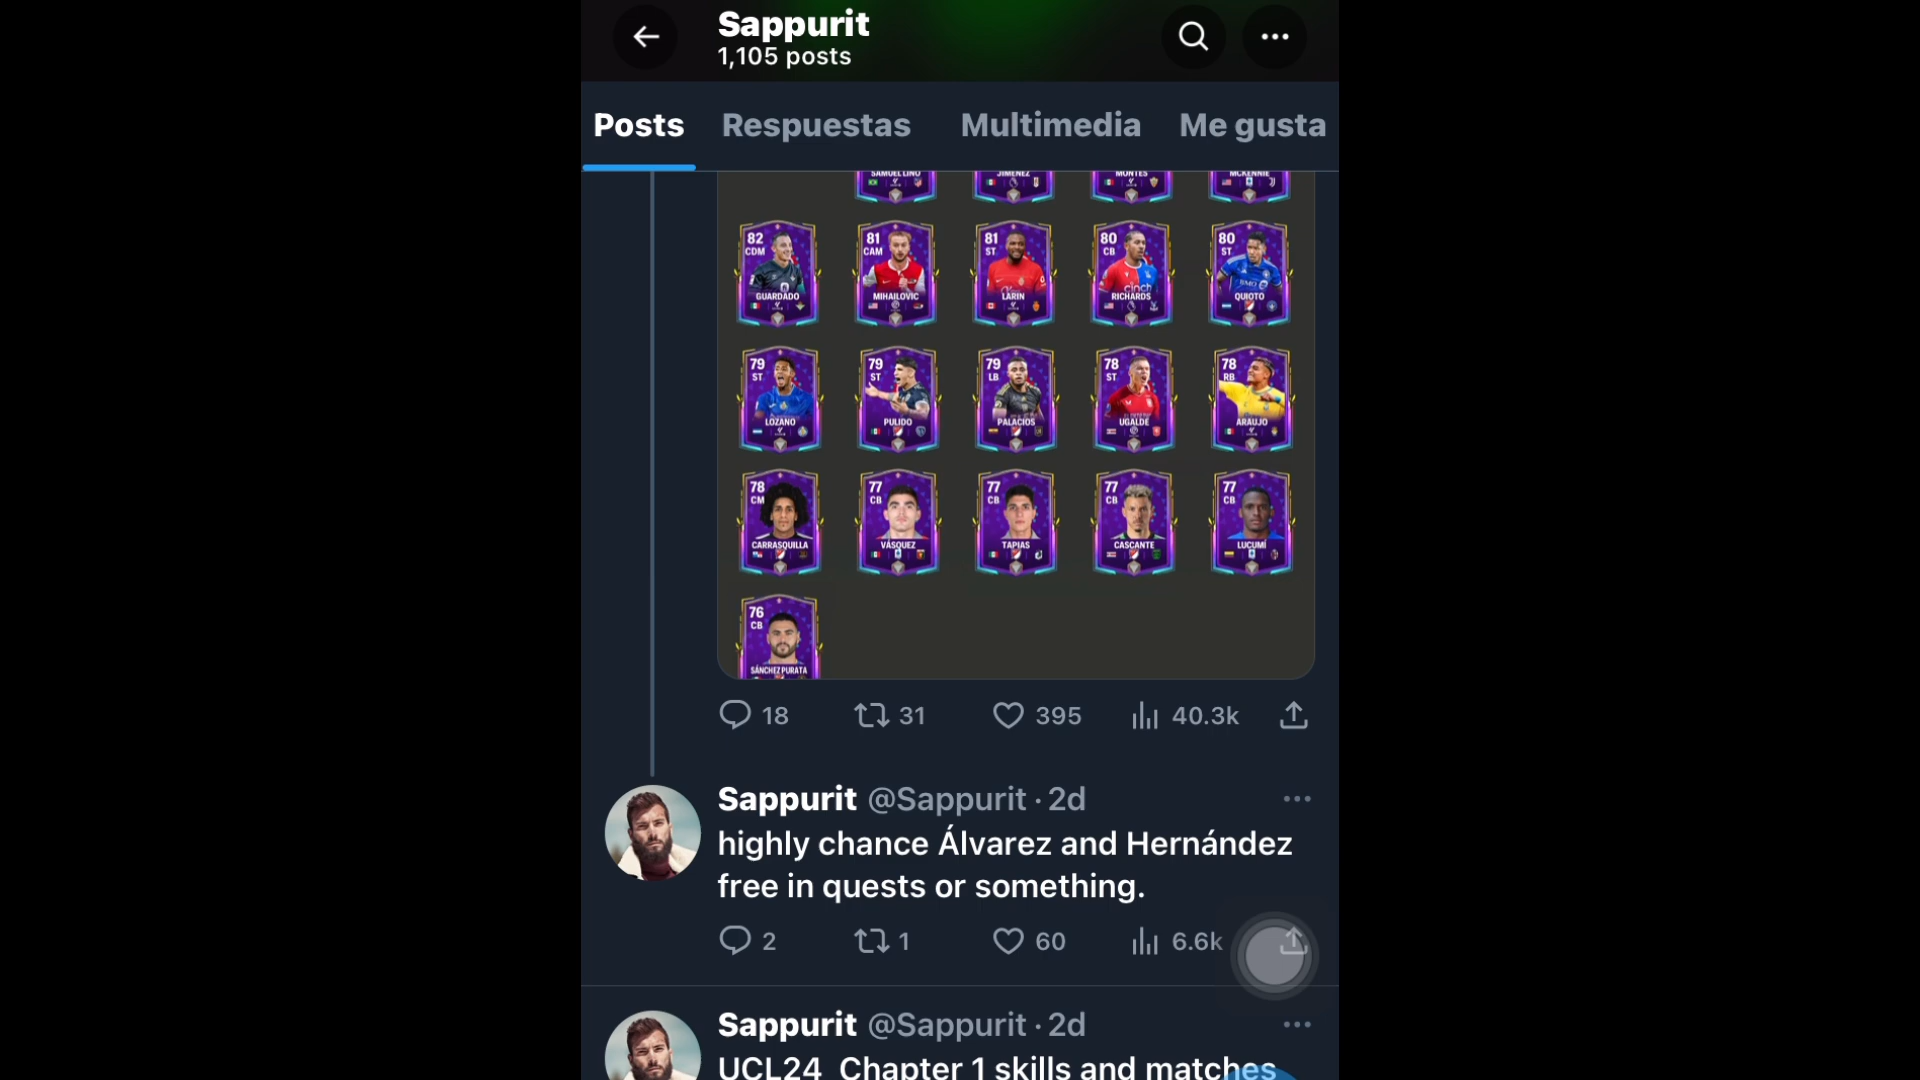 Sappurit
1,105 posts
Posts Respuestas Multimedia Me gusta
SAMUEL LINO JIMÉNEZ MONTES MCKENNIE
82 CDM GUARDADO
81 CAM MIHAILOVIC
81 ST LARIN
80 CB cinch RICHARDS
80 ST QUIOTO
79 ST LOZANO
79 ST PULIDO
79 LB PALACIOS
78 ST UGALDE
78 RB ARAUJO
78 CM CARRASQUILLA
77 CB VÁSQUEZ
77 CB TAPIAS
77 CB CASCANTE
77 CB LUCUMÍ
76 CB SÁNCHEZ PURATA
18 31 395 40.3k
Sappurit @Sappurit · 2d
highly chance Álvarez and Hernández
free in quests or something.
2 1 60 6.6k
Sappurit @Sappurit · 2d
UCL24 Chapter 1 skills and matches